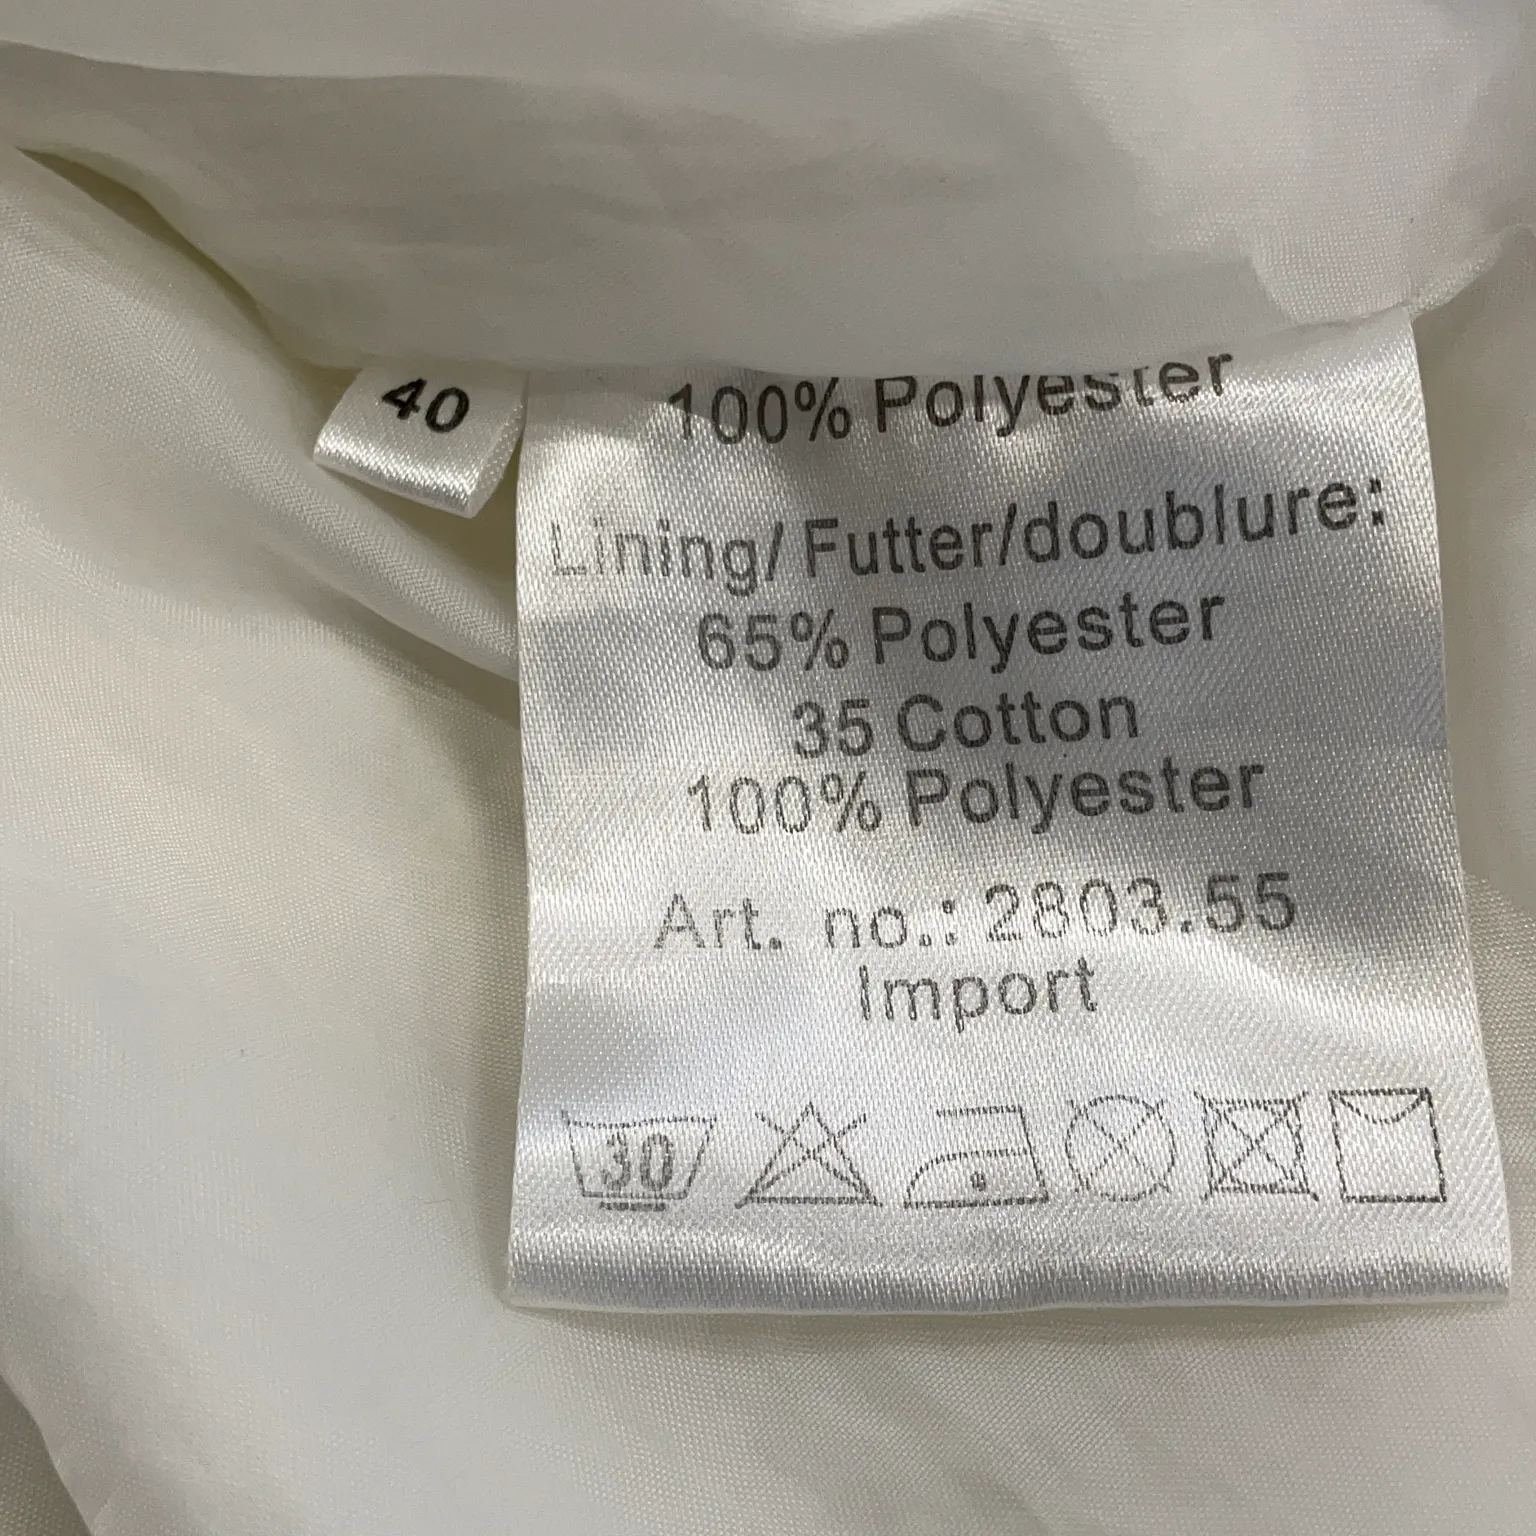 40
100% Polyester
Lining/ Futter/doublure:
65% Polyester
35 Cotton
100% Polyester
Art. no.: 2803.55
Import
30